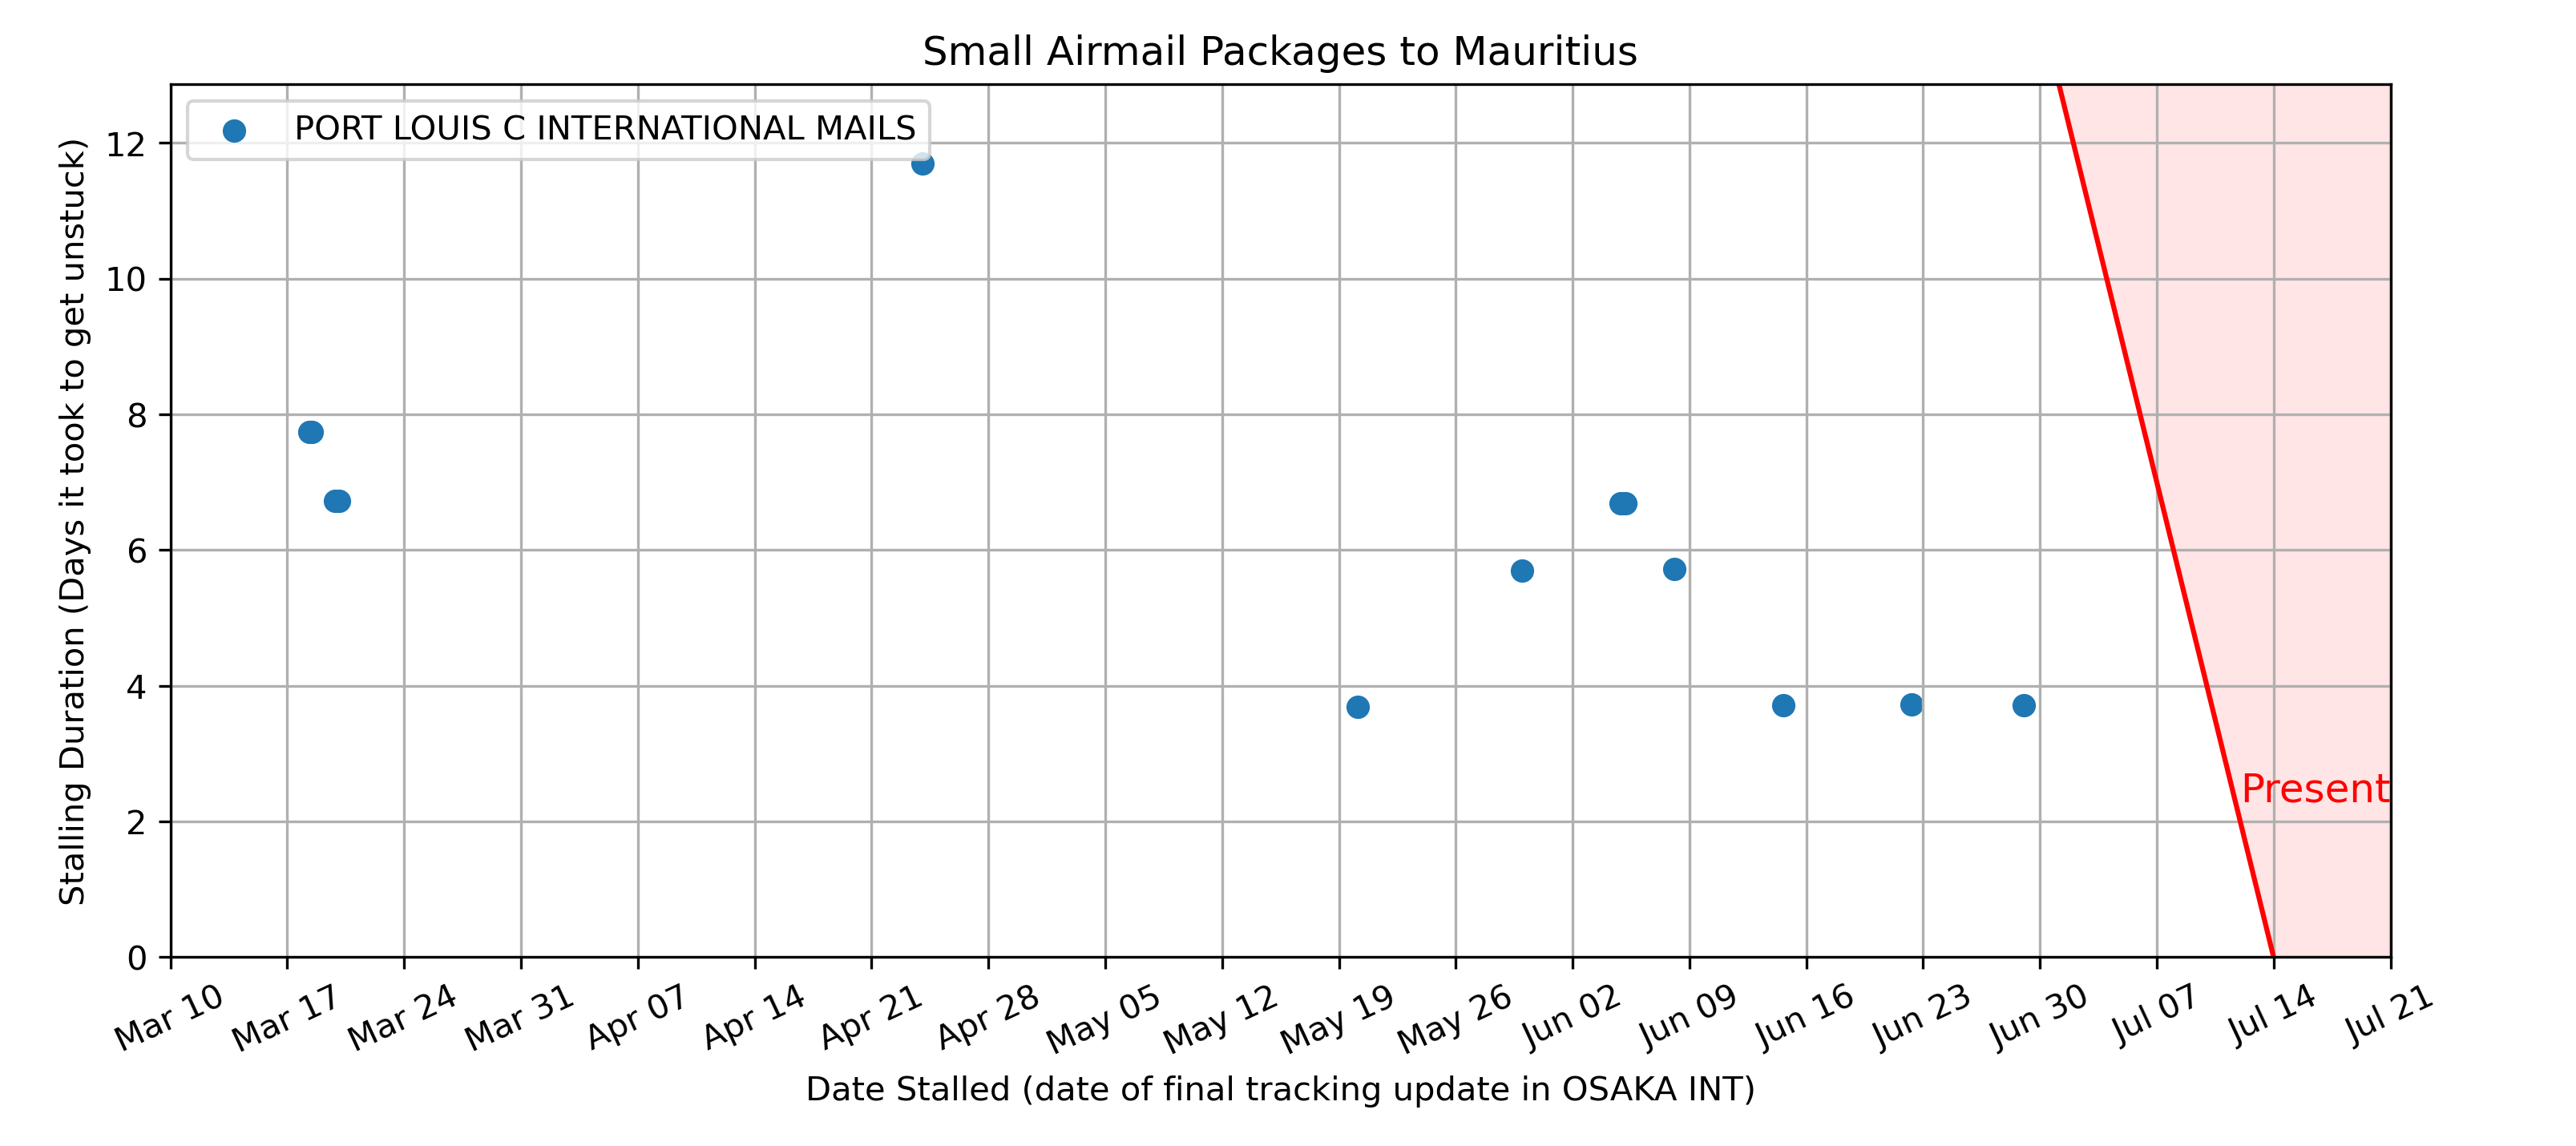 Small Airmail Packages to Mauritius
PORT LOUIS C INTERNATIONAL MAILS
Stalling Duration (Days it took to get unstuck)
12
10
8
6
4
2
0
Present
Mar 10
Mar 17
Mar 24
Mar 31
Apr 07
Apr 14
Apr 21
Apr 28
May 05
May 12
May 19
May 26
Jun 02
Jun 09
Jun 16
Jun 23
Jun 30
Jul 07
Jul 14
Jul 21
Date Stalled (date of final tracking update in OSAKA INT)